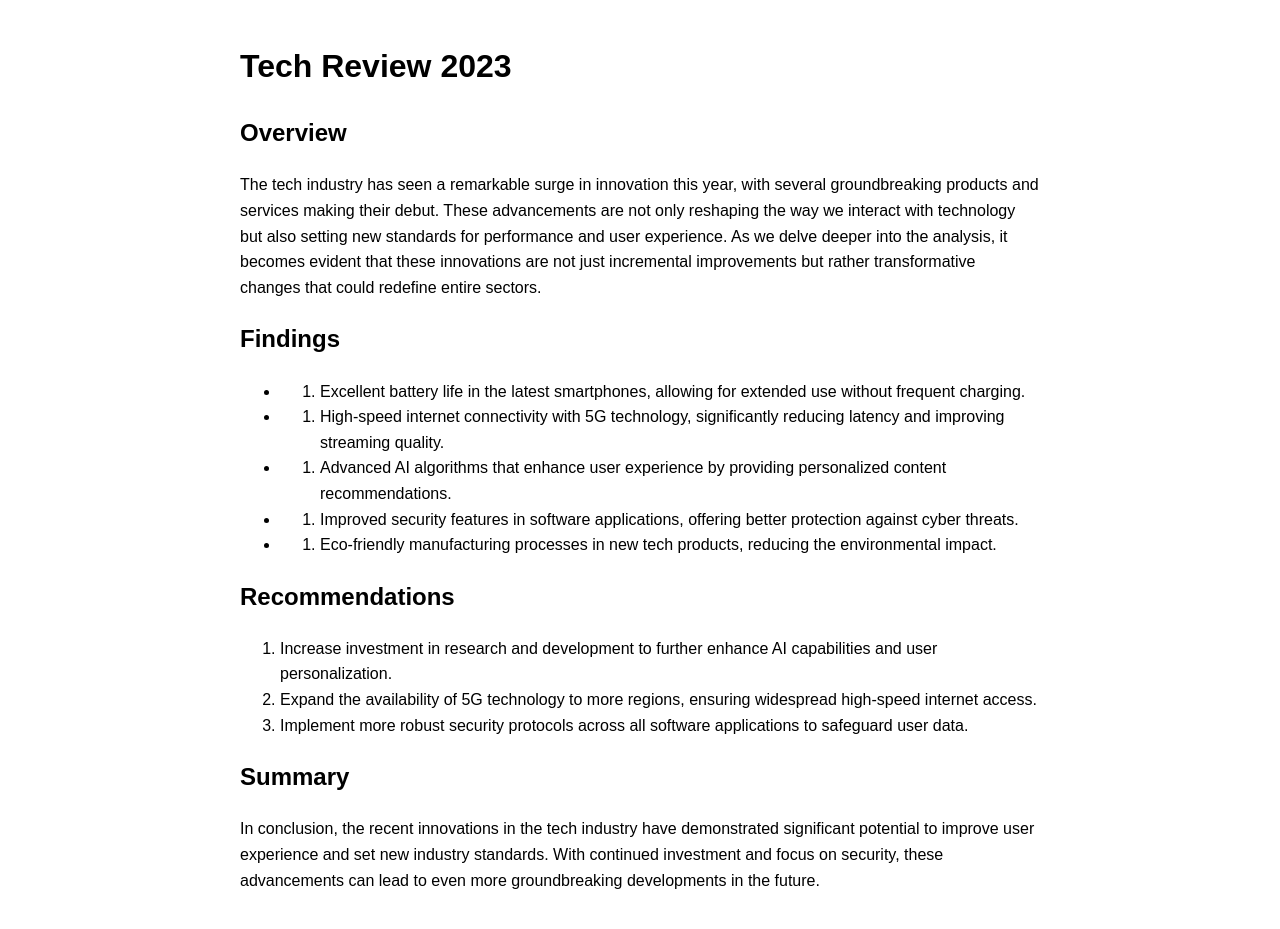 Tech Review 2023
Overview
The tech industry has seen a remarkable surge in innovation this year, with several groundbreaking products and
services making their debut. These advancements are not only reshaping the way we interact with technology
but also setting new standards for performance and user experience. As we delve deeper into the analysis, it
becomes evident that these innovations are not just incremental improvements but rather transformative
changes that could redefine entire sectors.
Findings
• 1. Excellent battery life in the latest smartphones, allowing for extended use without frequent charging.
• 1. High-speed internet connectivity with 5G technology, significantly reducing latency and improving
streaming quality.
• 1. Advanced AI algorithms that enhance user experience by providing personalized content
recommendations.
• 1. Improved security features in software applications, offering better protection against cyber threats.
• 1. Eco-friendly manufacturing processes in new tech products, reducing the environmental impact.
Recommendations
1. Increase investment in research and development to further enhance AI capabilities and user
personalization.
2. Expand the availability of 5G technology to more regions, ensuring widespread high-speed internet access.
3. Implement more robust security protocols across all software applications to safeguard user data.
Summary
In conclusion, the recent innovations in the tech industry have demonstrated significant potential to improve user
experience and set new industry standards. With continued investment and focus on security, these
advancements can lead to even more groundbreaking developments in the future.